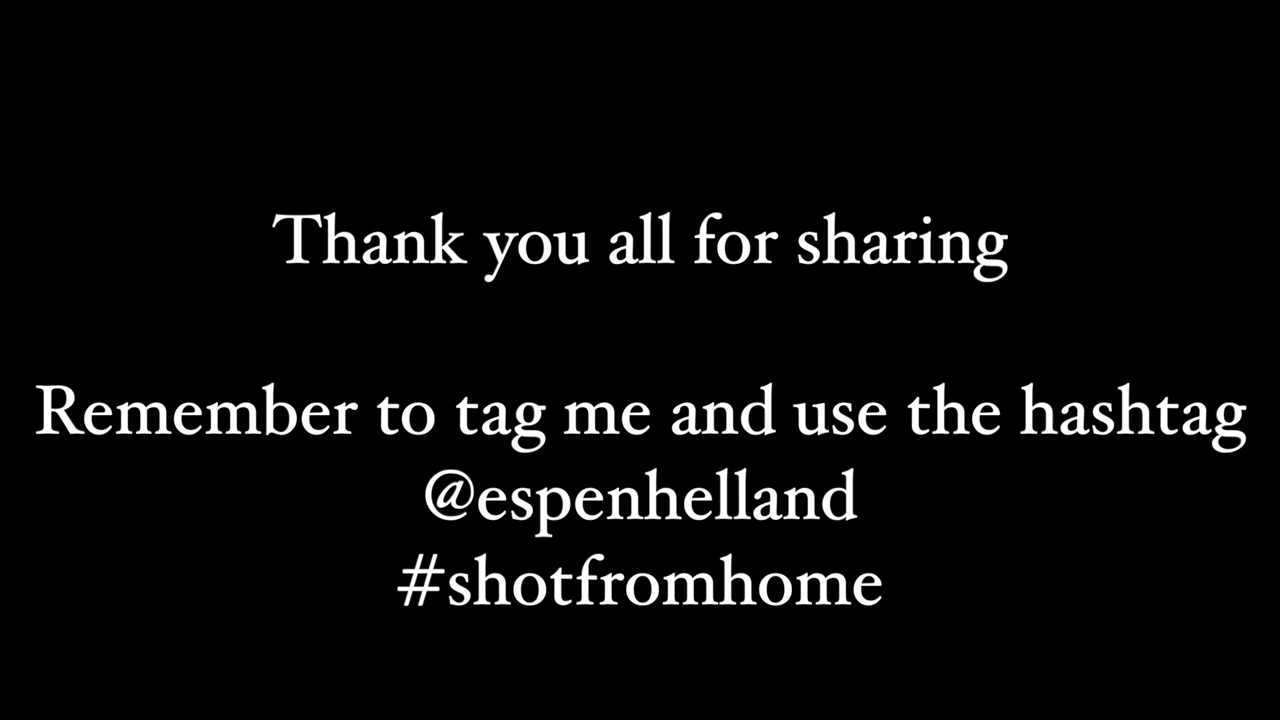 Thank you all for sharing
Remember to tag me and use the hashtag
@espenhelland
#shotfromhome